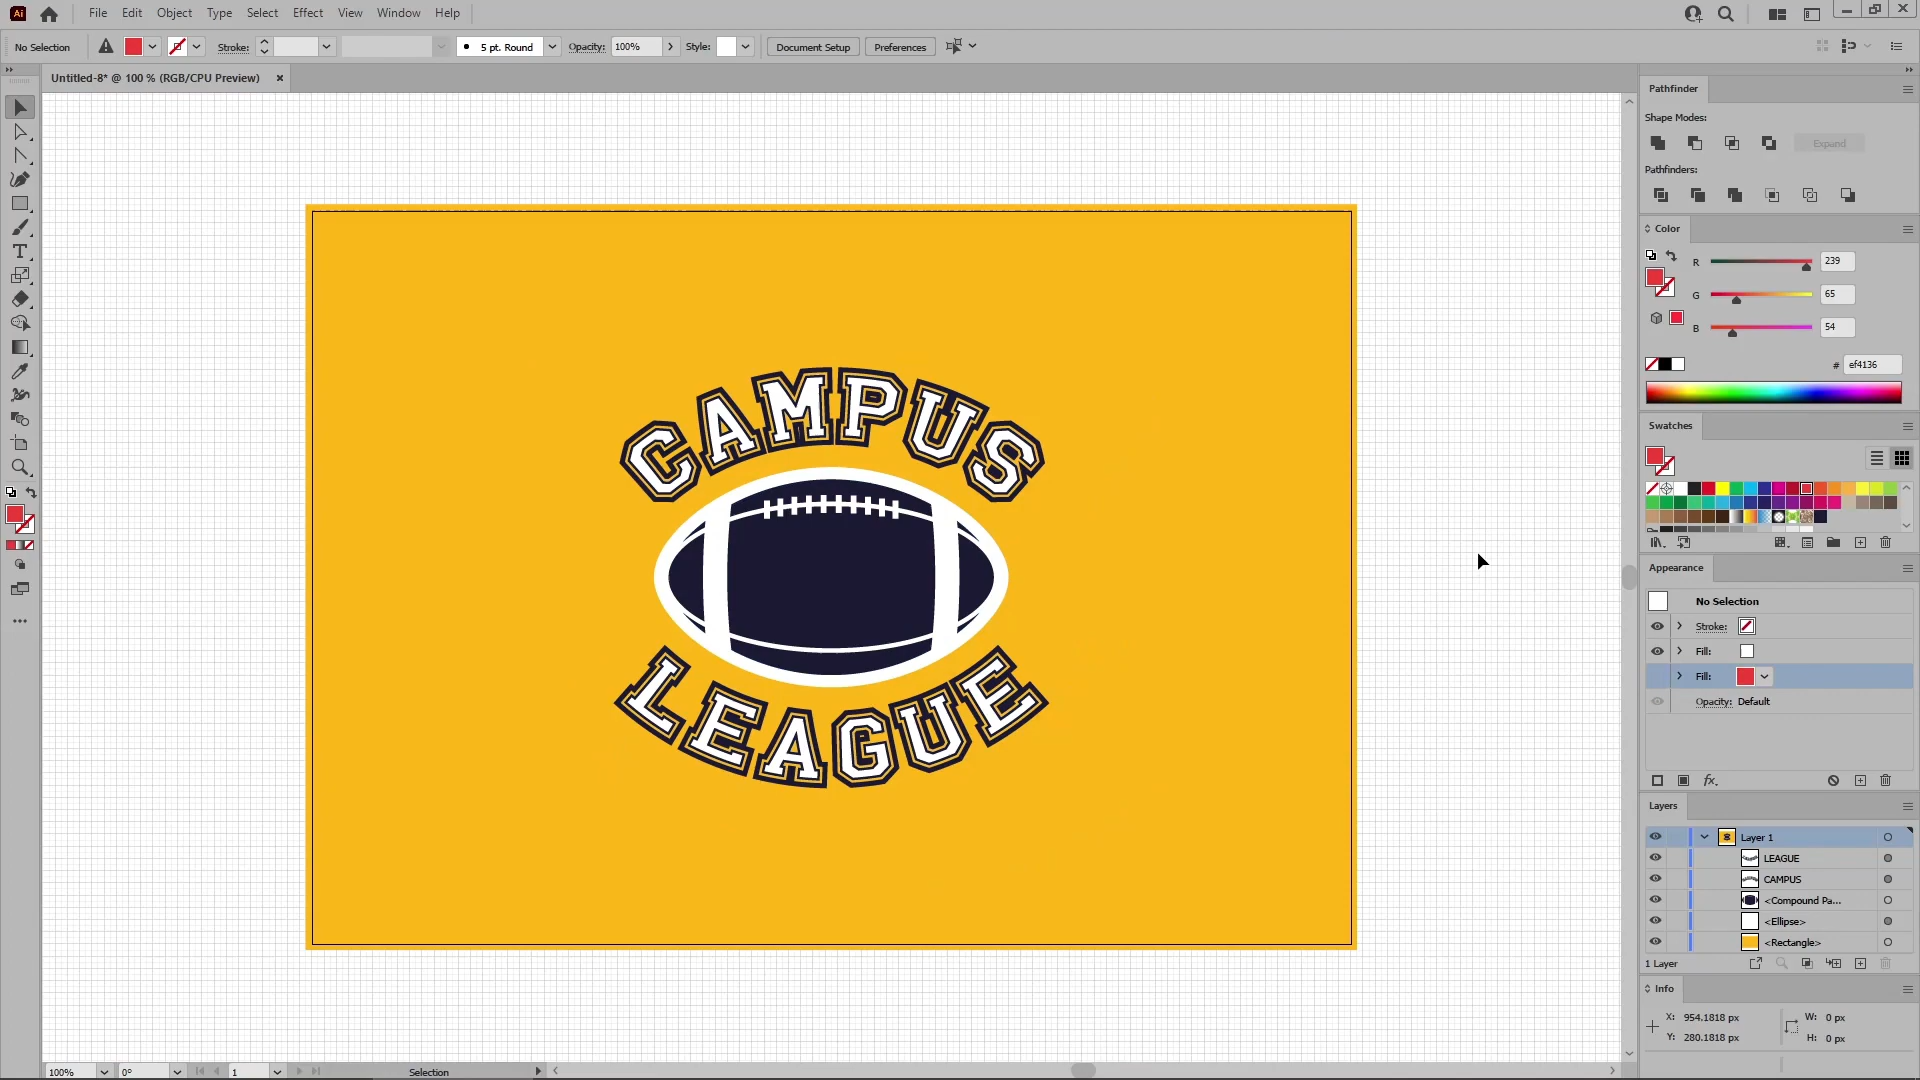 Ai File Edit Object Type Select Effect View Window Help
No Selection Stroke: 5 pt. Round Opacity: 100% Style: Document Setup Preferences
Untitled-8* @ 100 % (RGB/CPU Preview)
CAMPUS
LEAGUE
Pathfinder
Shape Modes:
Expand
Pathfinders:
Color
R 239
G 65
B 54
# ef4136
Swatches
Appearance
No Selection
Stroke:
Fill:
Fill:
Opacity: Default
fx.
Layers
Layer 1
LEAGUE
CAMPUS
<Compound Pa...
<Ellipse>
<Rectangle>
1 Layer
Info
X: 954.1818 px W: 0 px
Y: 280.1818 px H: 0 px
100% 0° 1 Selection